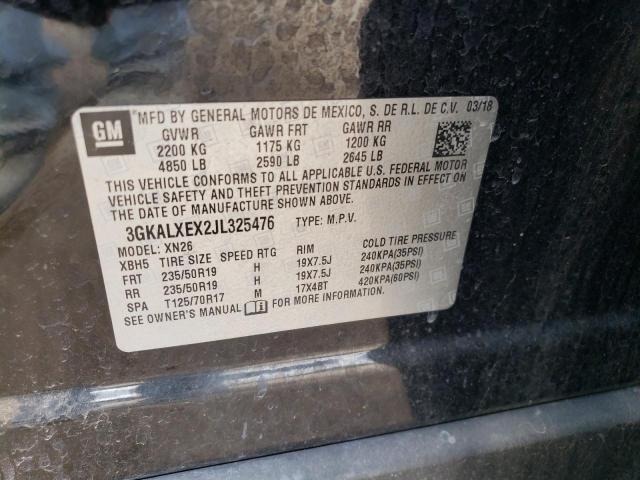 GM
*MFD BY GENERAL MOTORS DE MEXICO, S. DE R.L. DE C.V. 03/18
GVWR GAWR FRT GAWR RR
2200 KG 1175 KG 1200 KG
4850 LB 2590 LB 2645 LB
THIS VEHICLE CONFORMS TO ALL APPLICABLE U.S. FEDERAL MOTOR
VEHICLE SAFETY AND THEFT PREVENTION STANDARDS IN EFFECT ON
THE DATE OF MANUFACTURE SHOWN ABOVE.
3GKALXEX2JL325476 TYPE: M.P.V.
MODEL: XN26
XBH5 TIRE SIZE SPEED RTG RIM COLD TIRE PRESSURE
FRT 235/50R19 H 19X7.5J 240KPA(35PSI)
RR 235/50R19 H 19X7.5J 240KPA(35PSI)
SPA T125/70R17 M 17X4BT 420KPA(60PSI)
SEE OWNER'S MANUAL FOR MORE INFORMATION.